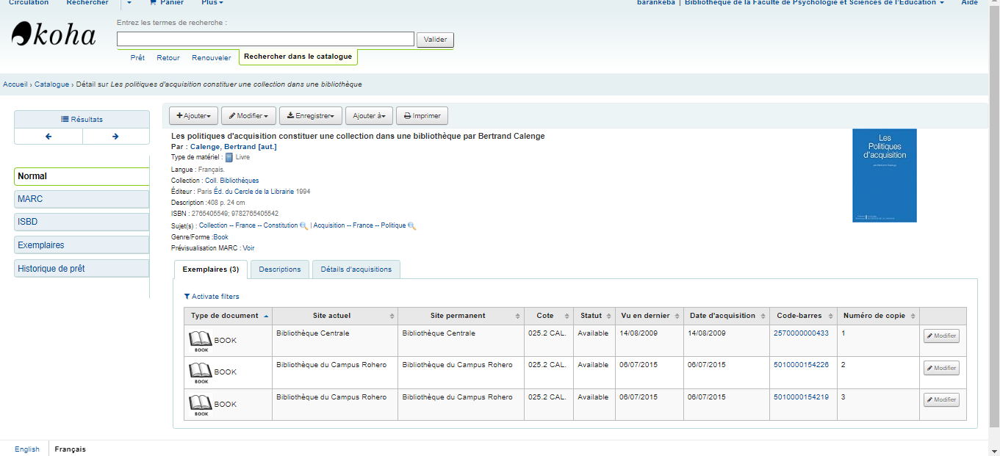 Circulation Rechercher Panier Plus barankeba | Bibliothèque de la Faculté de Psychologie et Sciences de l'Education Aide
koha
Entrez les termes de recherche :
Valider
Prêt Retour Renouveler Rechercher dans le catalogue
Accueil › Catalogue › Détail sur Les politiques d'acquisition constituer une collection dans une bibliothèque
Résultats
Normal
MARC
ISBD
Exemplaires
Historique de prêt
Ajouter Modifier Enregistrer Ajouter à Imprimer
Les politiques d'acquisition constituer une collection dans une bibliothèque par Bertrand Calenge
Par : Calenge, Bertrand [aut.]
Type de matériel : Livre
Langue : Français.
Collection : Coll. Bibliothèques
Éditeur : Paris Éd. du Cercle de la Librairie 1994
Description :408 p. 24 cm
ISBN : 2765405549; 9782765405542
Sujet(s) : Collection -- France -- Constitution | Acquisition -- France -- Politique
Genre/Forme :Book
Prévisualisation MARC : Voir
Les
Politiques
d'acquisition
Exemplaires (3) Descriptions Détails d'acquisitions
Activate filters
Type de document Site actuel Site permanent Cote Statut Vu en dernier Date d'acquisition Code-barres Numéro de copie
BOOK BOOK Bibliothèque Centrale Bibliothèque Centrale 025.2 CAL. Available 14/08/2009 14/08/2009 2570000000433 1 Modifier
BOOK BOOK Bibliothèque du Campus Rohero Bibliothèque du Campus Rohero 025.2 CAL. Available 06/07/2015 06/07/2015 5010000154226 2 Modifier
BOOK BOOK Bibliothèque du Campus Rohero Bibliothèque du Campus Rohero 025.2 CAL. Available 06/07/2015 06/07/2015 5010000154219 3 Modifier
English Français